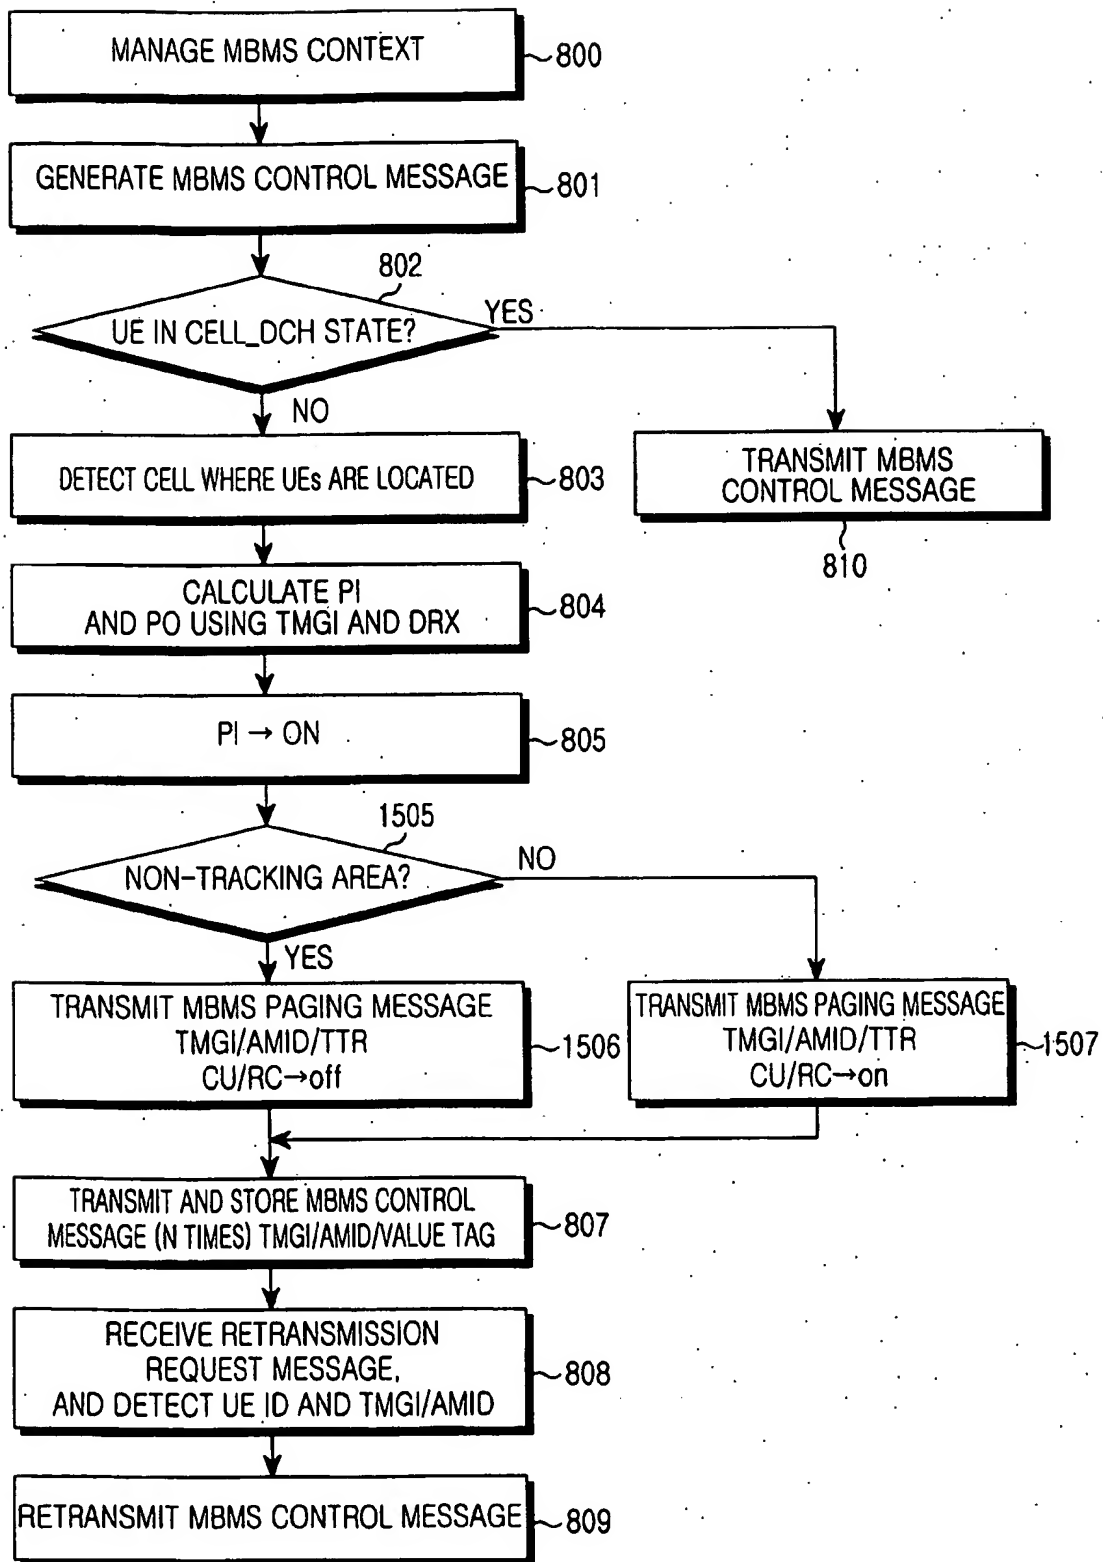 MANAGE MBMS CONTEXT
800
GENERATE MBMS CONTROL MESSAGE
801
802
UE IN CELL_DCH STATE?
YES
NO
DETECT CELL WHERE UEs ARE LOCATED
803
TRANSMIT MBMS
CONTROL MESSAGE
810
CALCULATE PI
AND PO USING TMGI AND DRX
804
PI → ON
805
1505
NON-TRACKING AREA?
NO
YES
TRANSMIT MBMS PAGING MESSAGE
TMGI/AMID/TTR
CU/RC→off
1506
TRANSMIT MBMS PAGING MESSAGE
TMGI/AMID/TTR
CU/RC→on
1507
TRANSMIT AND STORE MBMS CONTROL
MESSAGE (N TIMES) TMGI/AMID/VALUE TAG
807
RECEIVE RETRANSMISSION
REQUEST MESSAGE,
AND DETECT UE ID AND TMGI/AMID
808
RETRANSMIT MBMS CONTROL MESSAGE
809